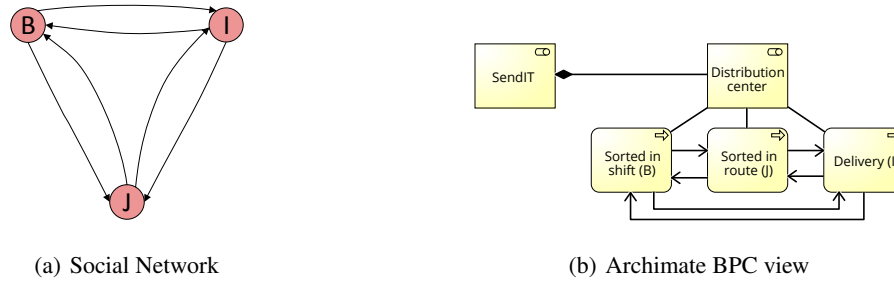 B
I
J
(a) Social Network
SendIT
Distribution
center
Sorted in
shift (B)
Sorted in
route (J)
Delivery (I
(b) Archimate BPC view